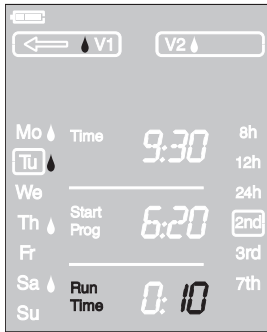 V1 V2
Mo Time 9:30 8h
Tu 12h
We 24h
Th Start Prog 6:20 2nd
Fr 3rd
Sa Run Time 0:10 7th
Su